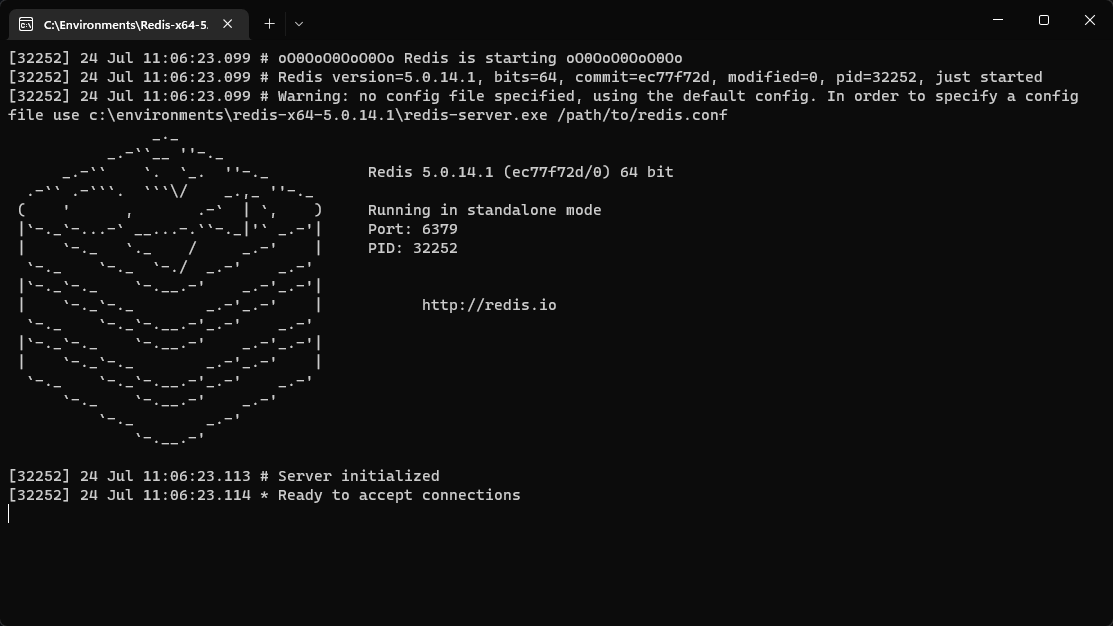 C:\Environments\Redis-x64-5.
[32252] 24 Jul 11:06:23.099 # oO0OoO0OoO0Oo Redis is starting oO0OoO0OoO0Oo
[32252] 24 Jul 11:06:23.099 # Redis version=5.0.14.1, bits=64, commit=ec77f72d, modified=0, pid=32252, just started
[32252] 24 Jul 11:06:23.099 # Warning: no config file specified, using the default config. In order to specify a config
file use c:\environments\redis-x64-5.0.14.1\redis-server.exe /path/to/redis.conf
Redis 5.0.14.1 (ec77f72d/0) 64 bit
Running in standalone mode
Port: 6379
PID: 32252
http://redis.io
[32252] 24 Jul 11:06:23.113 # Server initialized
[32252] 24 Jul 11:06:23.114 * Ready to accept connections